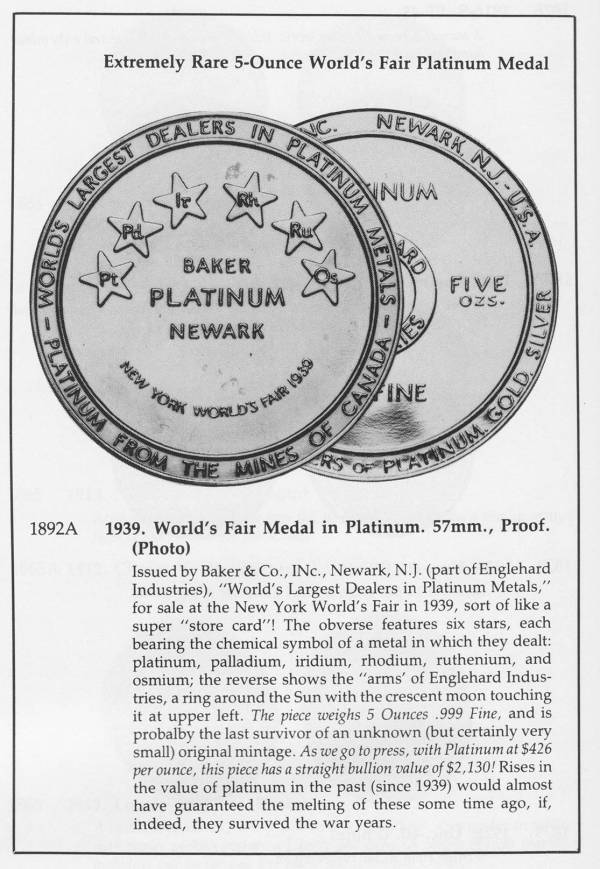 Extremely Rare 5-Ounce World's Fair Platinum Medal
WORLD'S LARGEST DEALERS IN PLATINUM METALS —
— PLATINUM FROM THE MINES OF CANADA
Pt Pd Ir Rh Ru Os
BAKER
PLATINUM
NEWARK
NEW YORK WORLD'S FAIR 1939
INC. NEWARK, N.J.-U.S.A.
INUM
ARD
IES
FIVE
OZS.
FINE
ERS OF PLATINUM, GOLD, SILVER
1892A 1939. World's Fair Medal in Platinum. 57mm., Proof.
(Photo)
Issued by Baker & Co., INc., Newark, N.J. (part of Englehard
Industries), "World's Largest Dealers in Platinum Metals,"
for sale at the New York World's Fair in 1939, sort of like a
super "store card"! The obverse features six stars, each
bearing the chemical symbol of a metal in which they dealt:
platinum, palladium, iridium, rhodium, ruthenium, and
osmium; the reverse shows the "arms' of Englehard Indus-
tries, a ring around the Sun with the crescent moon touching
it at upper left. The piece weighs 5 Ounces .999 Fine, and is
probalby the last survivor of an unknown (but certainly very
small) original mintage. As we go to press, with Platinum at $426
per ounce, this piece has a straight bullion value of $2,130! Rises in
the value of platinum in the past (since 1939) would almost
have guaranteed the melting of these some time ago, if,
indeed, they survived the war years.